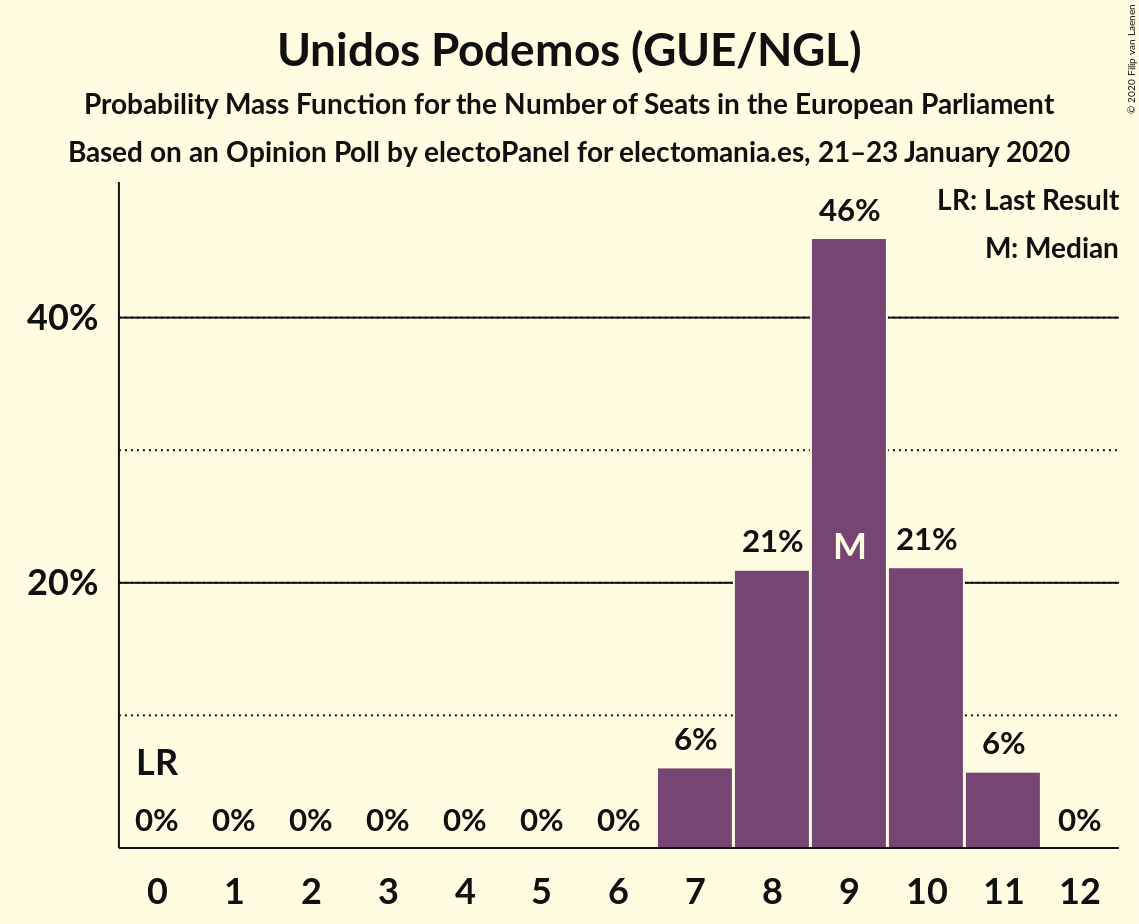 Unidos Podemos (GUE/NGL)
Probability Mass Function for the Number of Seats in the European Parliament
Based on an Opinion Poll by electoPanel for electomania.es, 21–23 January 2020
© 2020 Filip van Laenen
LR: Last Result
M: Median
46%
40%
21% M 21%
20%
6% 6%
LR
0% 0% 0% 0% 0% 0% 0% 0%
0 1 2 3 4 5 6 7 8 9 10 11 12